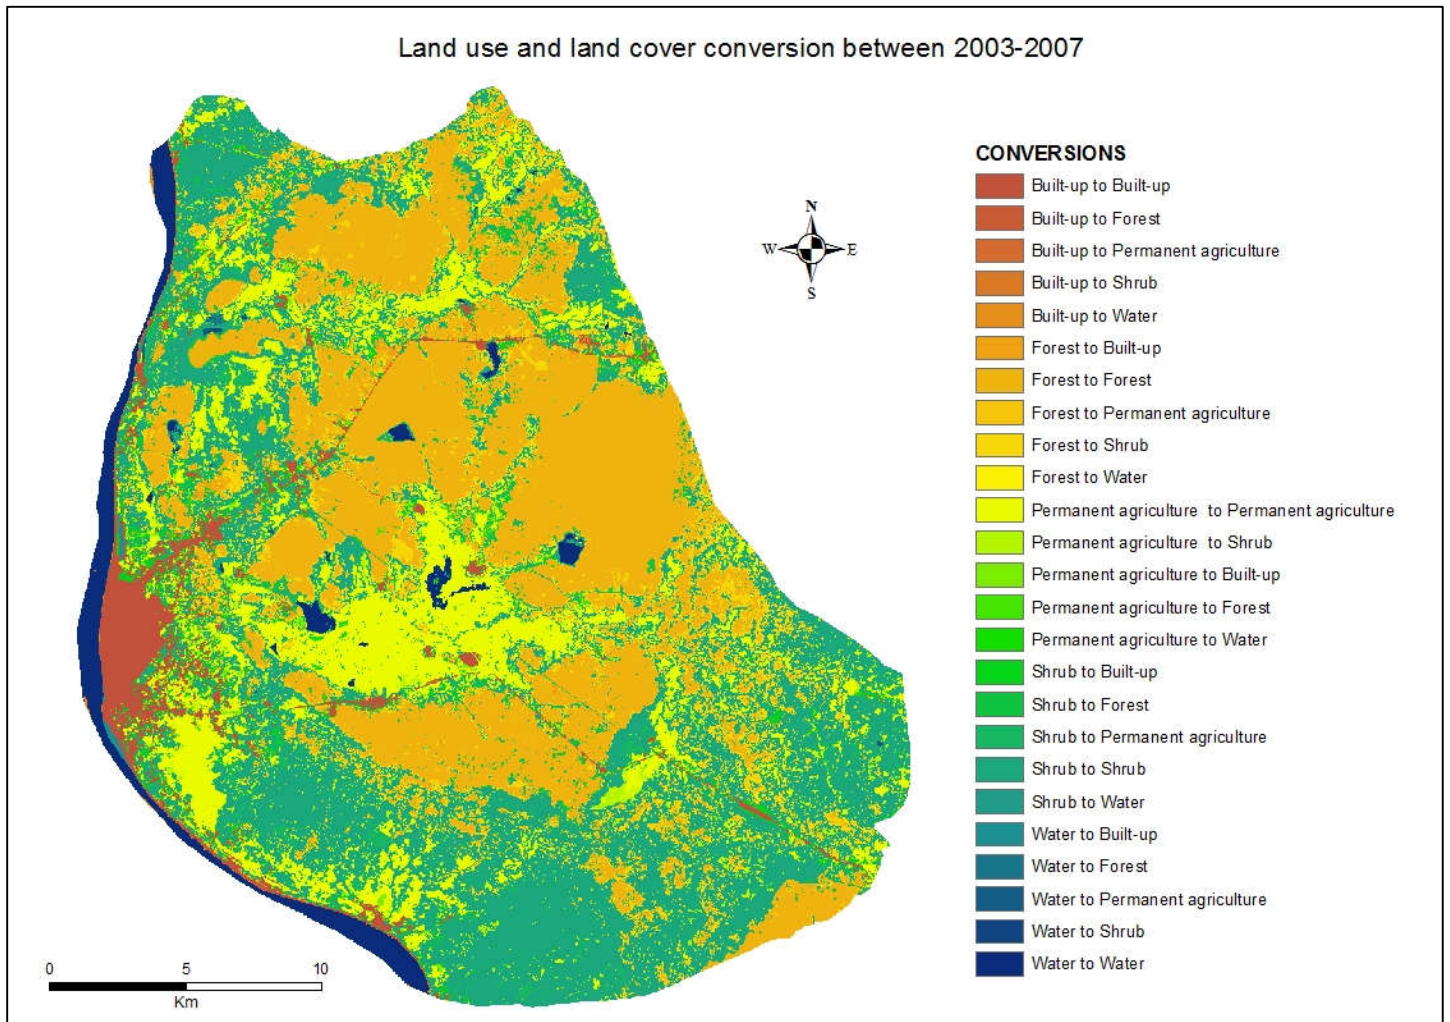 Land use and land cover conversion between 2003-2007
CONVERSIONS
Built-up to Built-up
Built-up to Forest
Built-up to Permanent agriculture
Built-up to Shrub
Built-up to Water
Forest to Built-up
Forest to Forest
Forest to Permanent agriculture
Forest to Shrub
Forest to Water
Permanent agriculture to Permanent agriculture
Permanent agriculture to Shrub
Permanent agriculture to Built-up
Permanent agriculture to Forest
Permanent agriculture to Water
Shrub to Built-up
Shrub to Forest
Shrub to Permanent agriculture
Shrub to Shrub
Shrub to Water
Water to Built-up
Water to Forest
Water to Permanent agriculture
Water to Shrub
Water to Water
N
W E
S
0 5 10
Km